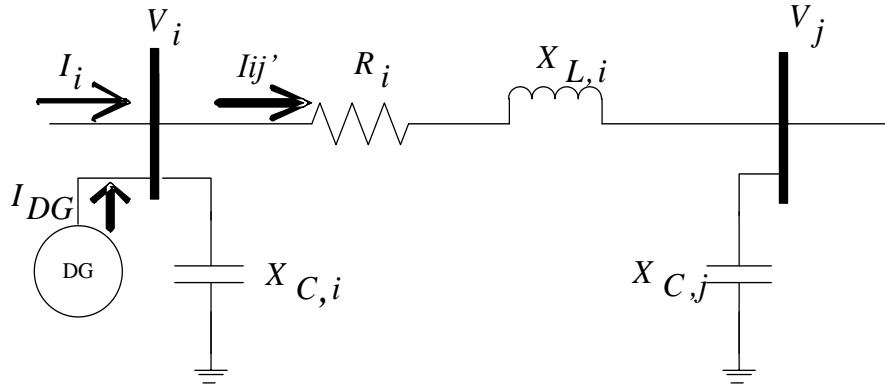 V i
V j
I i
Iij’
R i
X L,i
I DG
DG
X C,i
X C,j